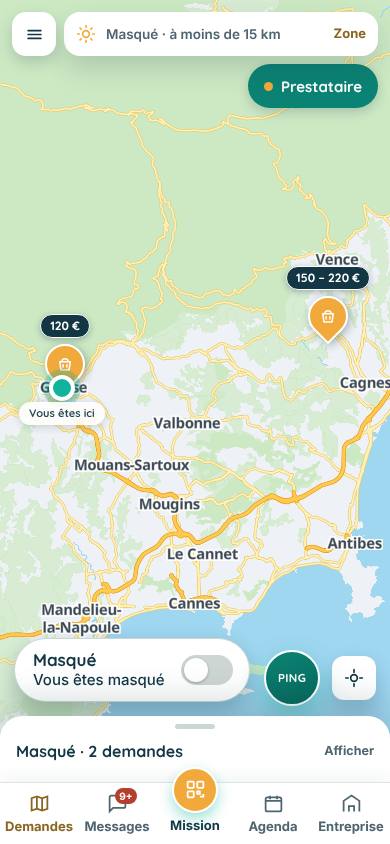 Masqué · à moins de 15 km
Zone
Prestataire
Vence
150 – 220 €
120 €
Cagnes
Vous êtes ici
Valbonne
Mouans-Sartoux
Mougins
Antibes
Le Cannet
Cannes
Mandelieu-
la-Napoule
Masqué
Vous êtes masqué
PING
Masqué · 2 demandes
Afficher
9+
Demandes
Messages
Mission
Agenda
Entreprise